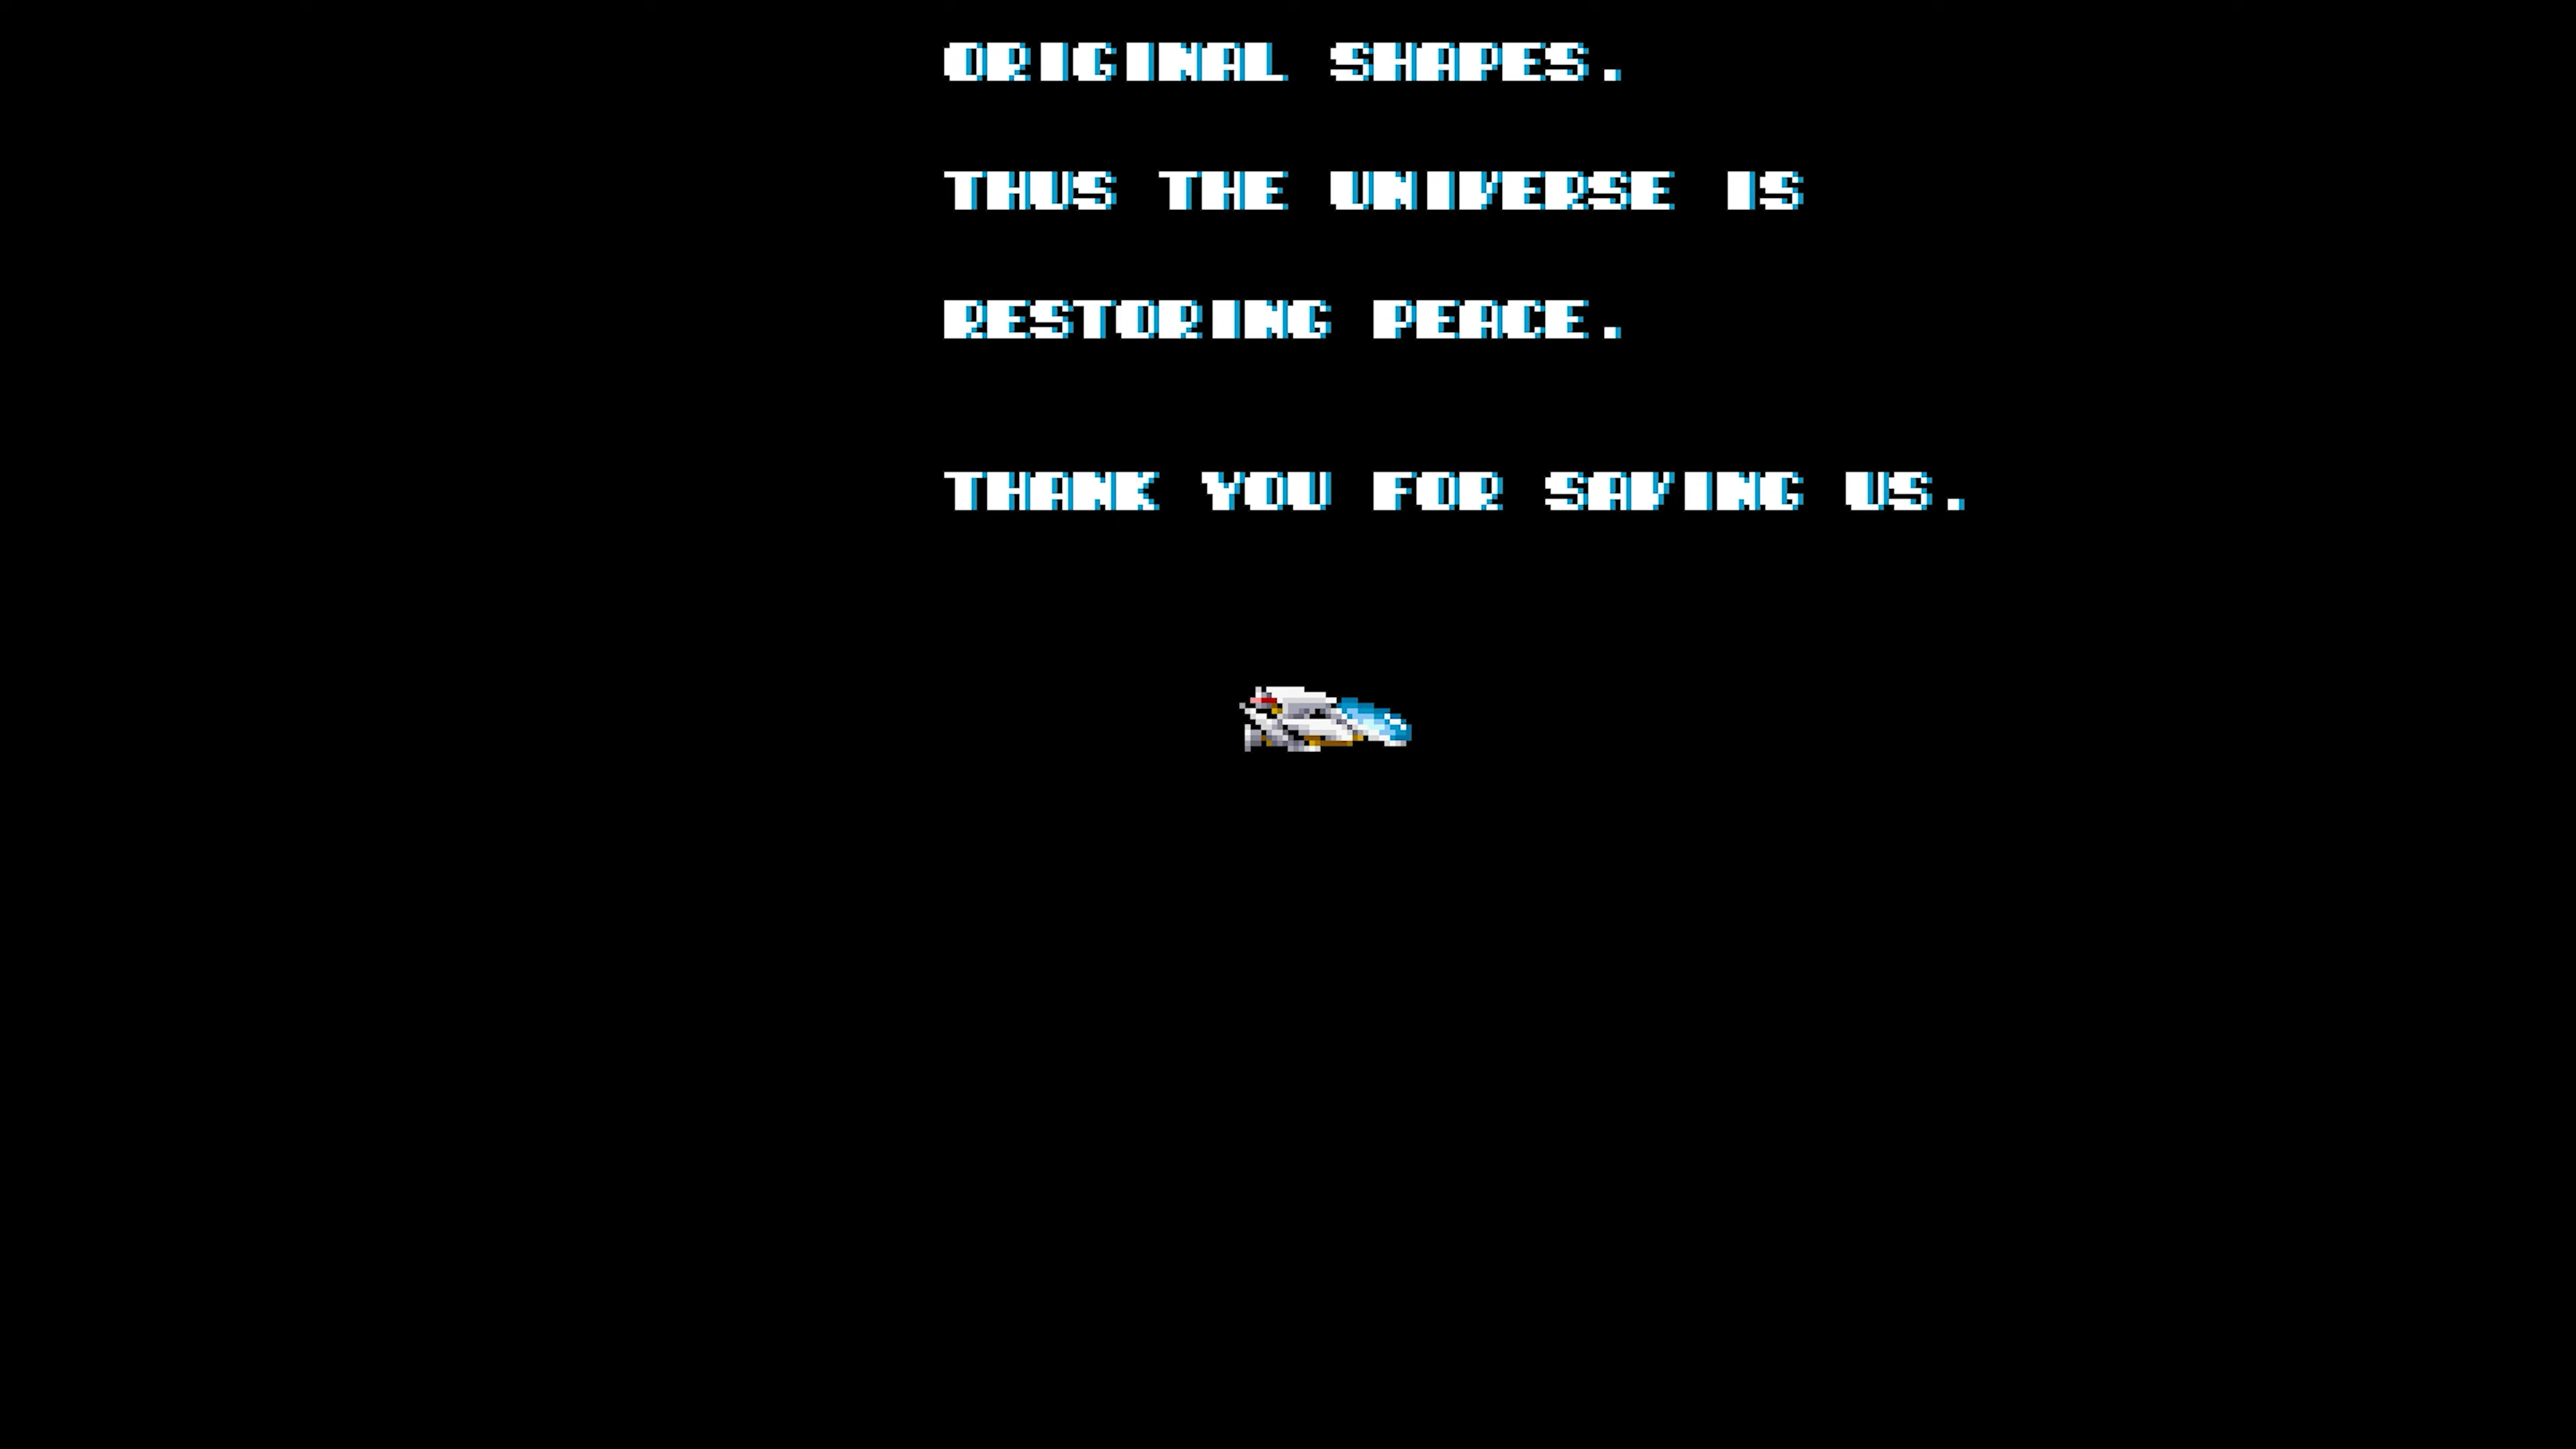 ORIGINAL SHAPES.
THUS THE UNIVERSE IS
RESTORING PEACE.
THANK YOU FOR SAVING US.